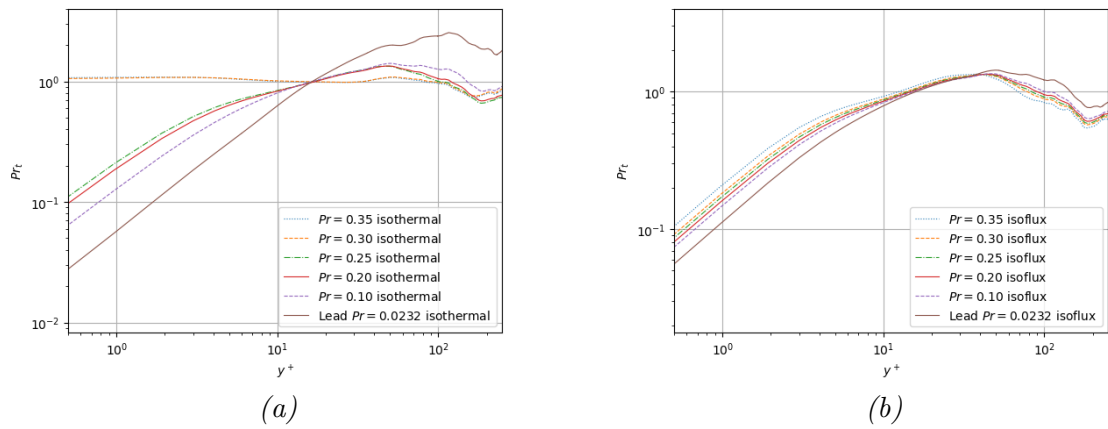 10^1
10^0
10^-1
10^-2
Pr_t
10^0
10^1
10^2
y^+
Pr = 0.35 isothermal
Pr = 0.30 isothermal
Pr = 0.25 isothermal
Pr = 0.20 isothermal
Pr = 0.10 isothermal
Lead Pr = 0.0232 isothermal
(a)
10^0
10^-1
Pr_t
10^0
10^1
10^2
y^+
Pr = 0.35 isoflux
Pr = 0.30 isoflux
Pr = 0.25 isoflux
Pr = 0.20 isoflux
Pr = 0.10 isoflux
Lead Pr = 0.0232 isoflux
(b)